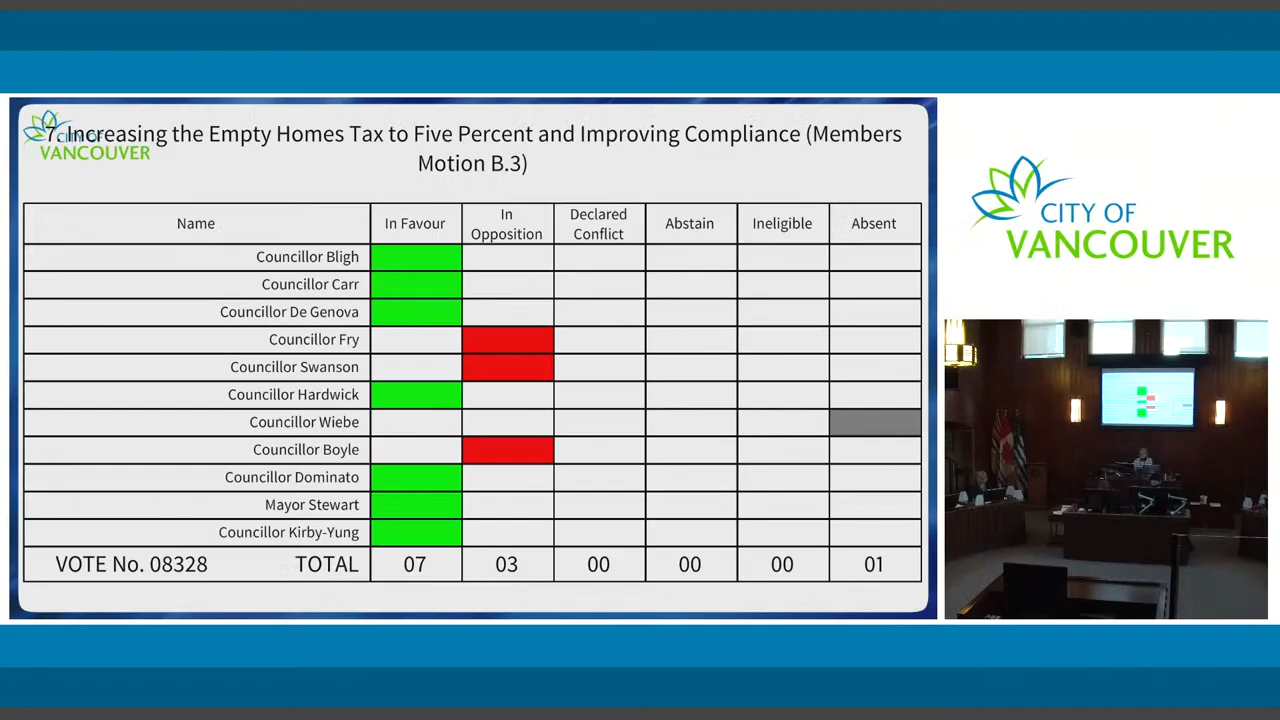 7. Increasing the Empty Homes Tax to Five Percent and Improving Compliance (Members
Motion B.3)
CITY OF
VANCOUVER
Name In Favour In Opposition Declared Conflict Abstain Ineligible Absent
Councillor Bligh
Councillor Carr
Councillor De Genova
Councillor Fry
Councillor Swanson
Councillor Hardwick
Councillor Wiebe
Councillor Boyle
Councillor Dominato
Mayor Stewart
Councillor Kirby-Yung
VOTE No. 08328 TOTAL 07 03 00 00 00 01
CITY OF
VANCOUVER